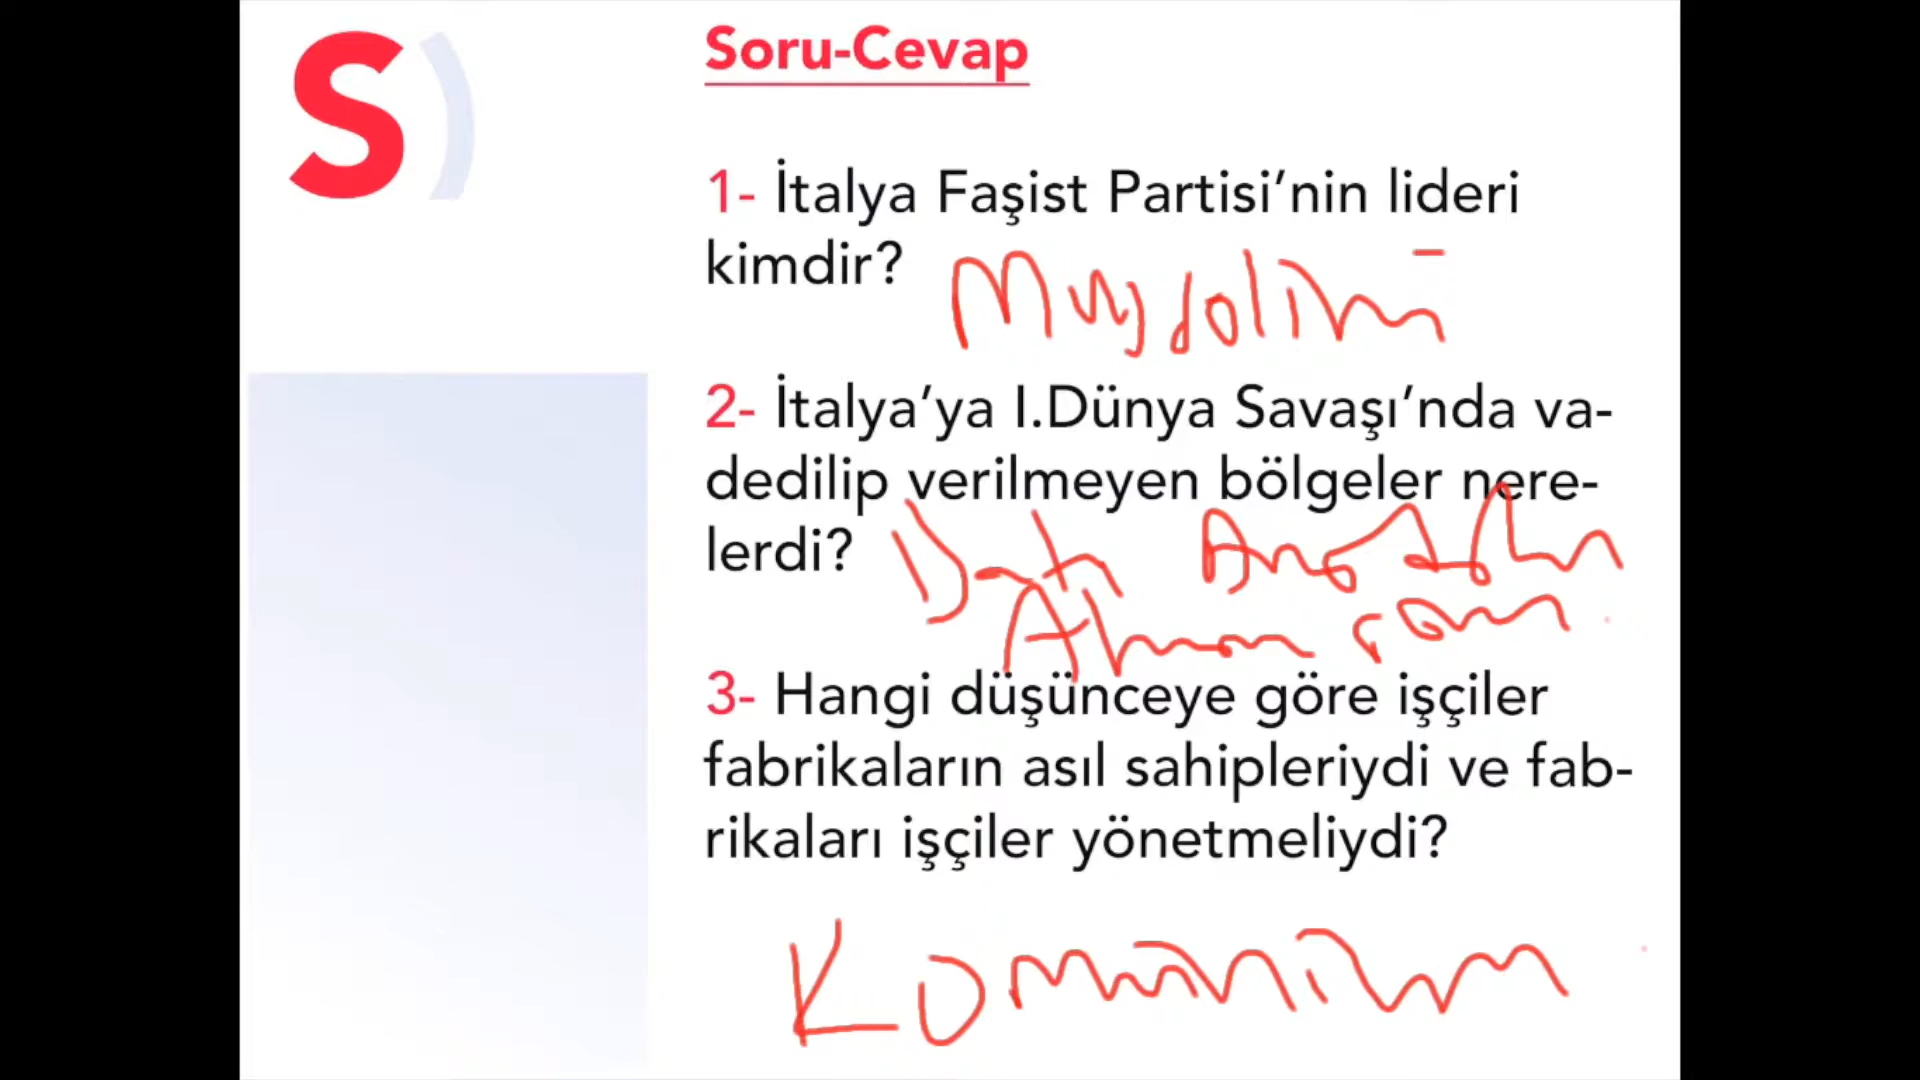 S)
Soru-Cevap
1- İtalya Faşist Partisi’nin lideri
kimdir? Mussolini
2- İtalya’ya I.Dünya Savaşı’nda va-
dedilip verilmeyen bölgeler nere-
lerdi? Batı Anadolu
3- Hangi düşünceye göre işçiler
fabrikaların asıl sahipleriydi ve fab-
rikaları işçiler yönetmeliydi?
Komünizm